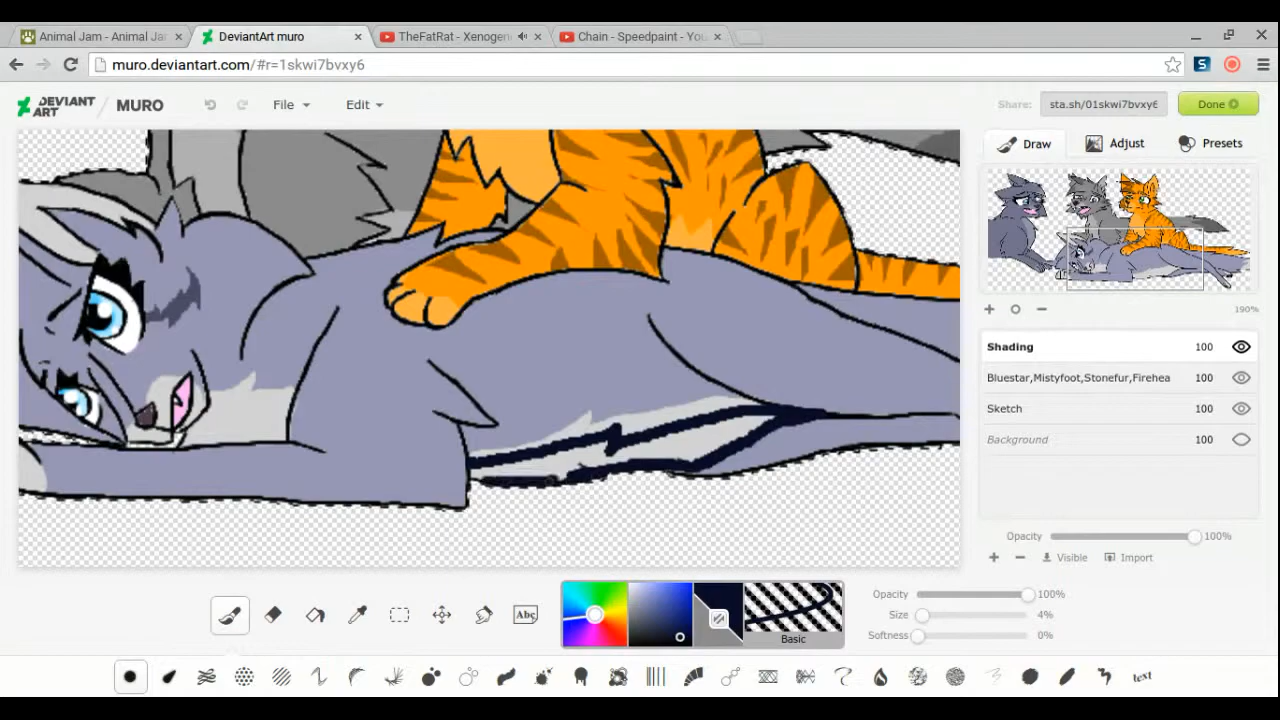 Animal Jam - Animal Jar
DeviantArt muro
TheFatRat - Xenogen
Chain - Speedpaint - You
muro.deviantart.com/#r=1skwi7bvxy6
S
DEVIANT ART / MURO
File
Edit
Share:
sta.sh/01skwi7bvxy6
Done
Draw
Adjust
Presets
190%
Shading 100
Bluestar,Mistyfoot,Stonefur,Firehea 100
Sketch 100
Background 100
Opacity 100%
Visible
Import
Abc
Basic
Opacity 100%
Size 4%
Softness 0%
text